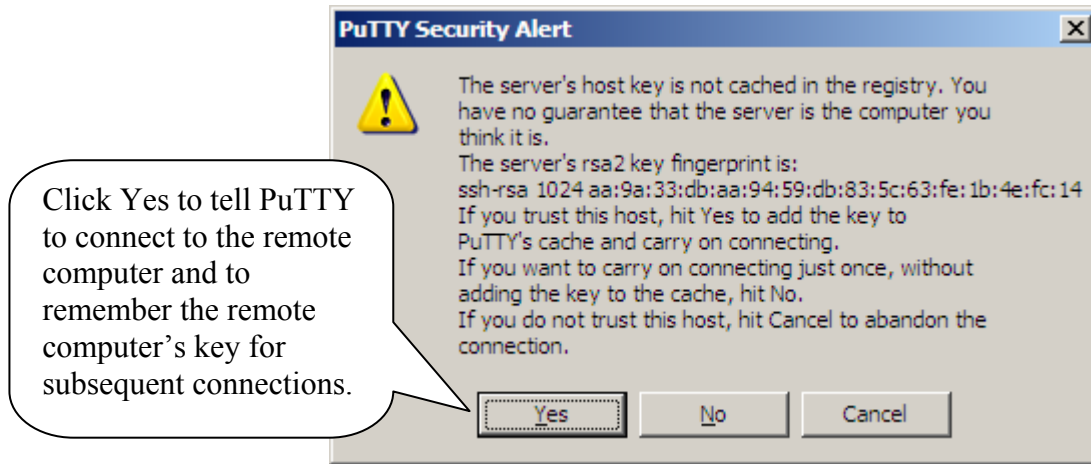 PuTTY Security Alert
The server's host key is not cached in the registry. You
have no guarantee that the server is the computer you
think it is.
The server's rsa2 key fingerprint is:
ssh-rsa 1024 aa:9a:33:db:aa:94:59:db:83:5c:63:fe:1b:4e:fc:14
If you trust this host, hit Yes to add the key to
PuTTY's cache and carry on connecting.
If you want to carry on connecting just once, without
adding the key to the cache, hit No.
If you do not trust this host, hit Cancel to abandon the
connection.
Yes No Cancel
Click Yes to tell PuTTY
to connect to the remote
computer and to
remember the remote
computer’s key for
subsequent connections.